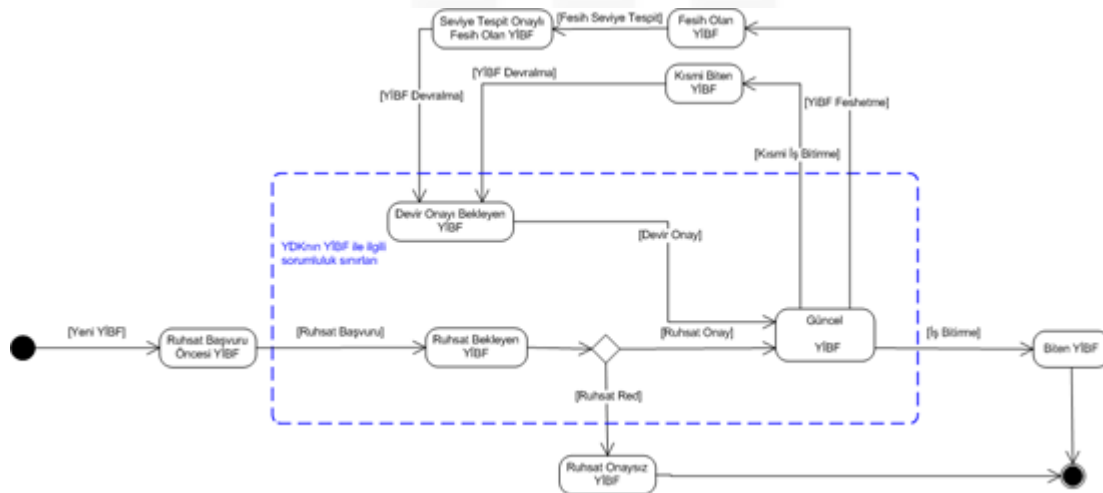 Seviye Tespit Onaylı
Fesih Olan YİBF
[Fesih Seviye Tespit]
Fesih Olan
YİBF
[YİBF Devralma]
Kısmi Biten
YİBF
[YİBF Devralma]
[YİBF Feshetme]
[Kısmi İş Bitirme]
Devir Onayı Bekleyen
YİBF
[Devir Onay]
YDKnın YİBF ile ilgili
sorumluluk sınırları
[Yeni YİBF]
Ruhsat Başvuru
Öncesi YİBF
[Ruhsat Başvuru]
Ruhsat Bekleyen
YİBF
[Ruhsat Onay]
Güncel
YİBF
[İş Bitirme]
Biten YİBF
[Ruhsat Red]
Ruhsat Onaysız
YİBF